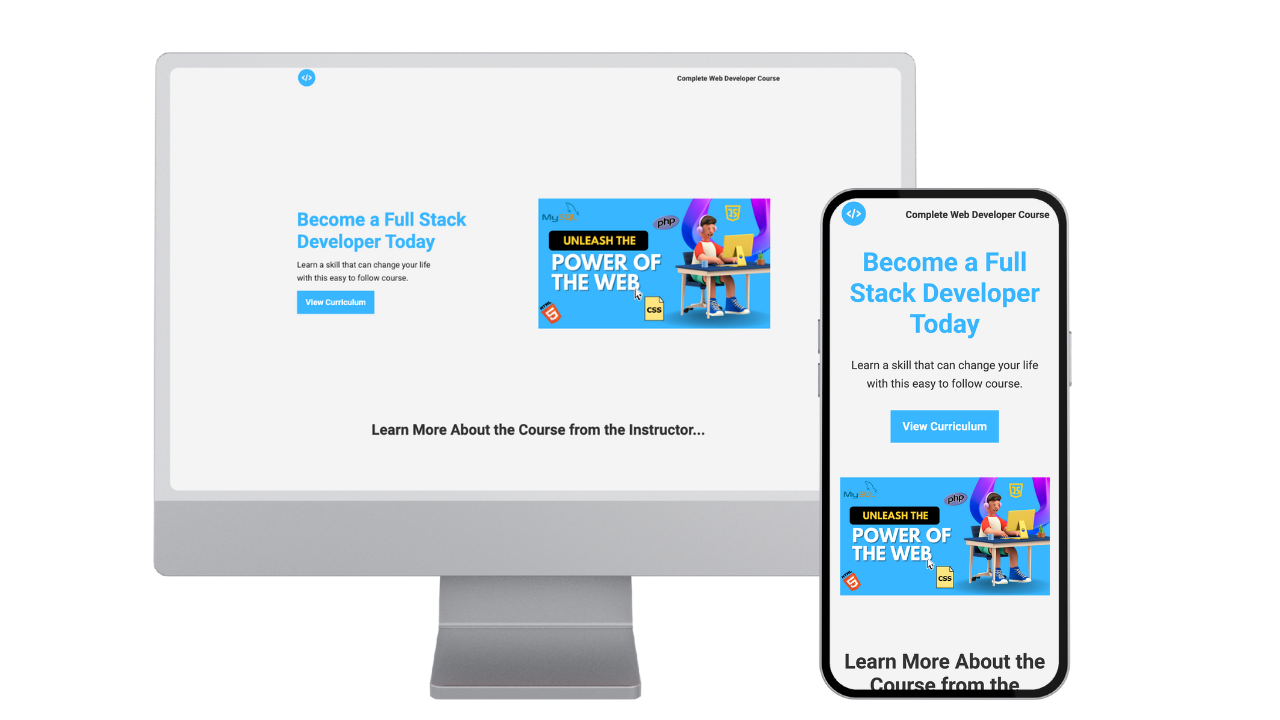 </>
Complete Web Developer Course
Become a Full Stack
Developer Today
Learn a skill that can change your life
with this easy to follow course.
View Curriculum
My
php
JS
UNLEASH THE
POWER OF
THE WEB
HTML
5
CSS
Learn More About the Course from the Instructor...
</>
Complete Web Developer Course
Become a Full
Stack Developer
Today
Learn a skill that can change your life
with this easy to follow course.
View Curriculum
My
php
JS
UNLEASH THE
POWER OF
THE WEB
HTML
5
CSS
Learn More About the
Course from the